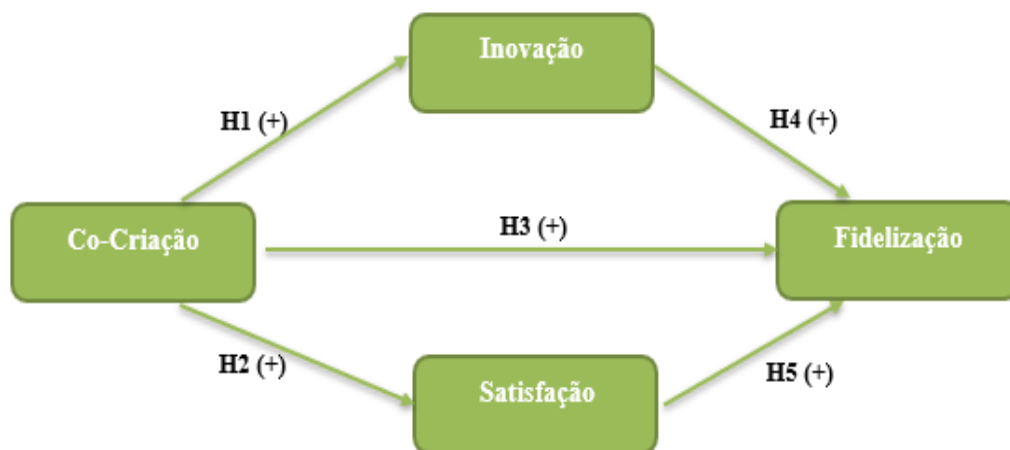 Inovação
H1 (+)
H4 (+)
Co-Criação
H3 (+)
Fidelização
H2 (+)
H5 (+)
Satisfação